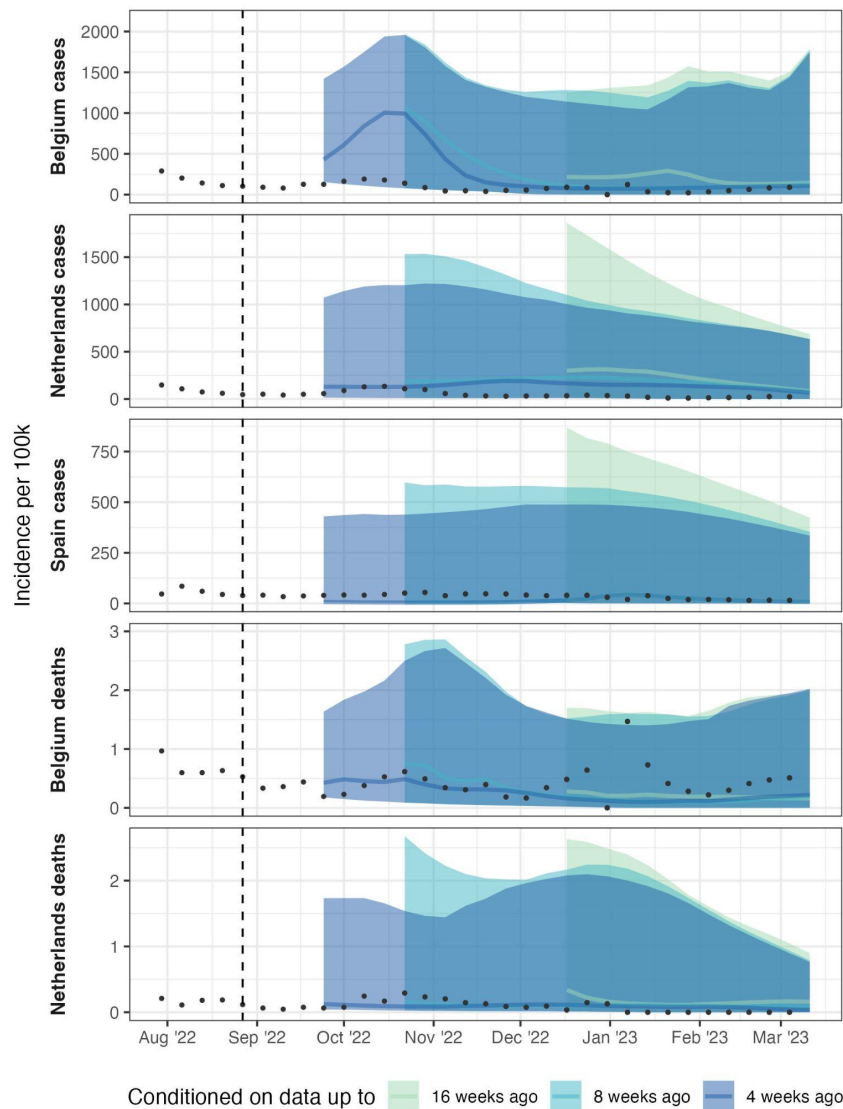 Incidence per 100k
Belgium cases
2000
1500
1000
500
0
Netherlands cases
1500
1000
500
0
Spain cases
750
500
250
0
Belgium deaths
3
2
1
0
Netherlands deaths
2
1
0
Aug '22 Sep '22 Oct '22 Nov '22 Dec '22 Jan '23 Feb '23 Mar '23
Conditioned on data up to 16 weeks ago 8 weeks ago 4 weeks ago